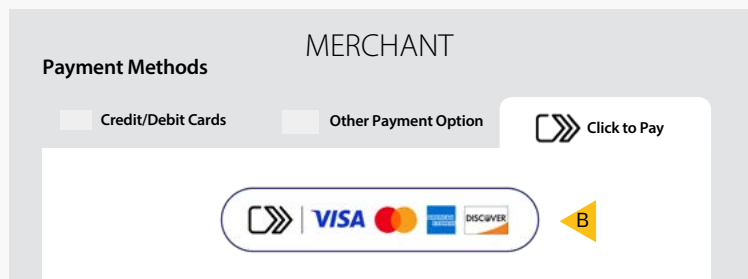 MERCHANT
Payment Methods
Credit/Debit Cards Other Payment Option Click to Pay
VISA DISCOVER B